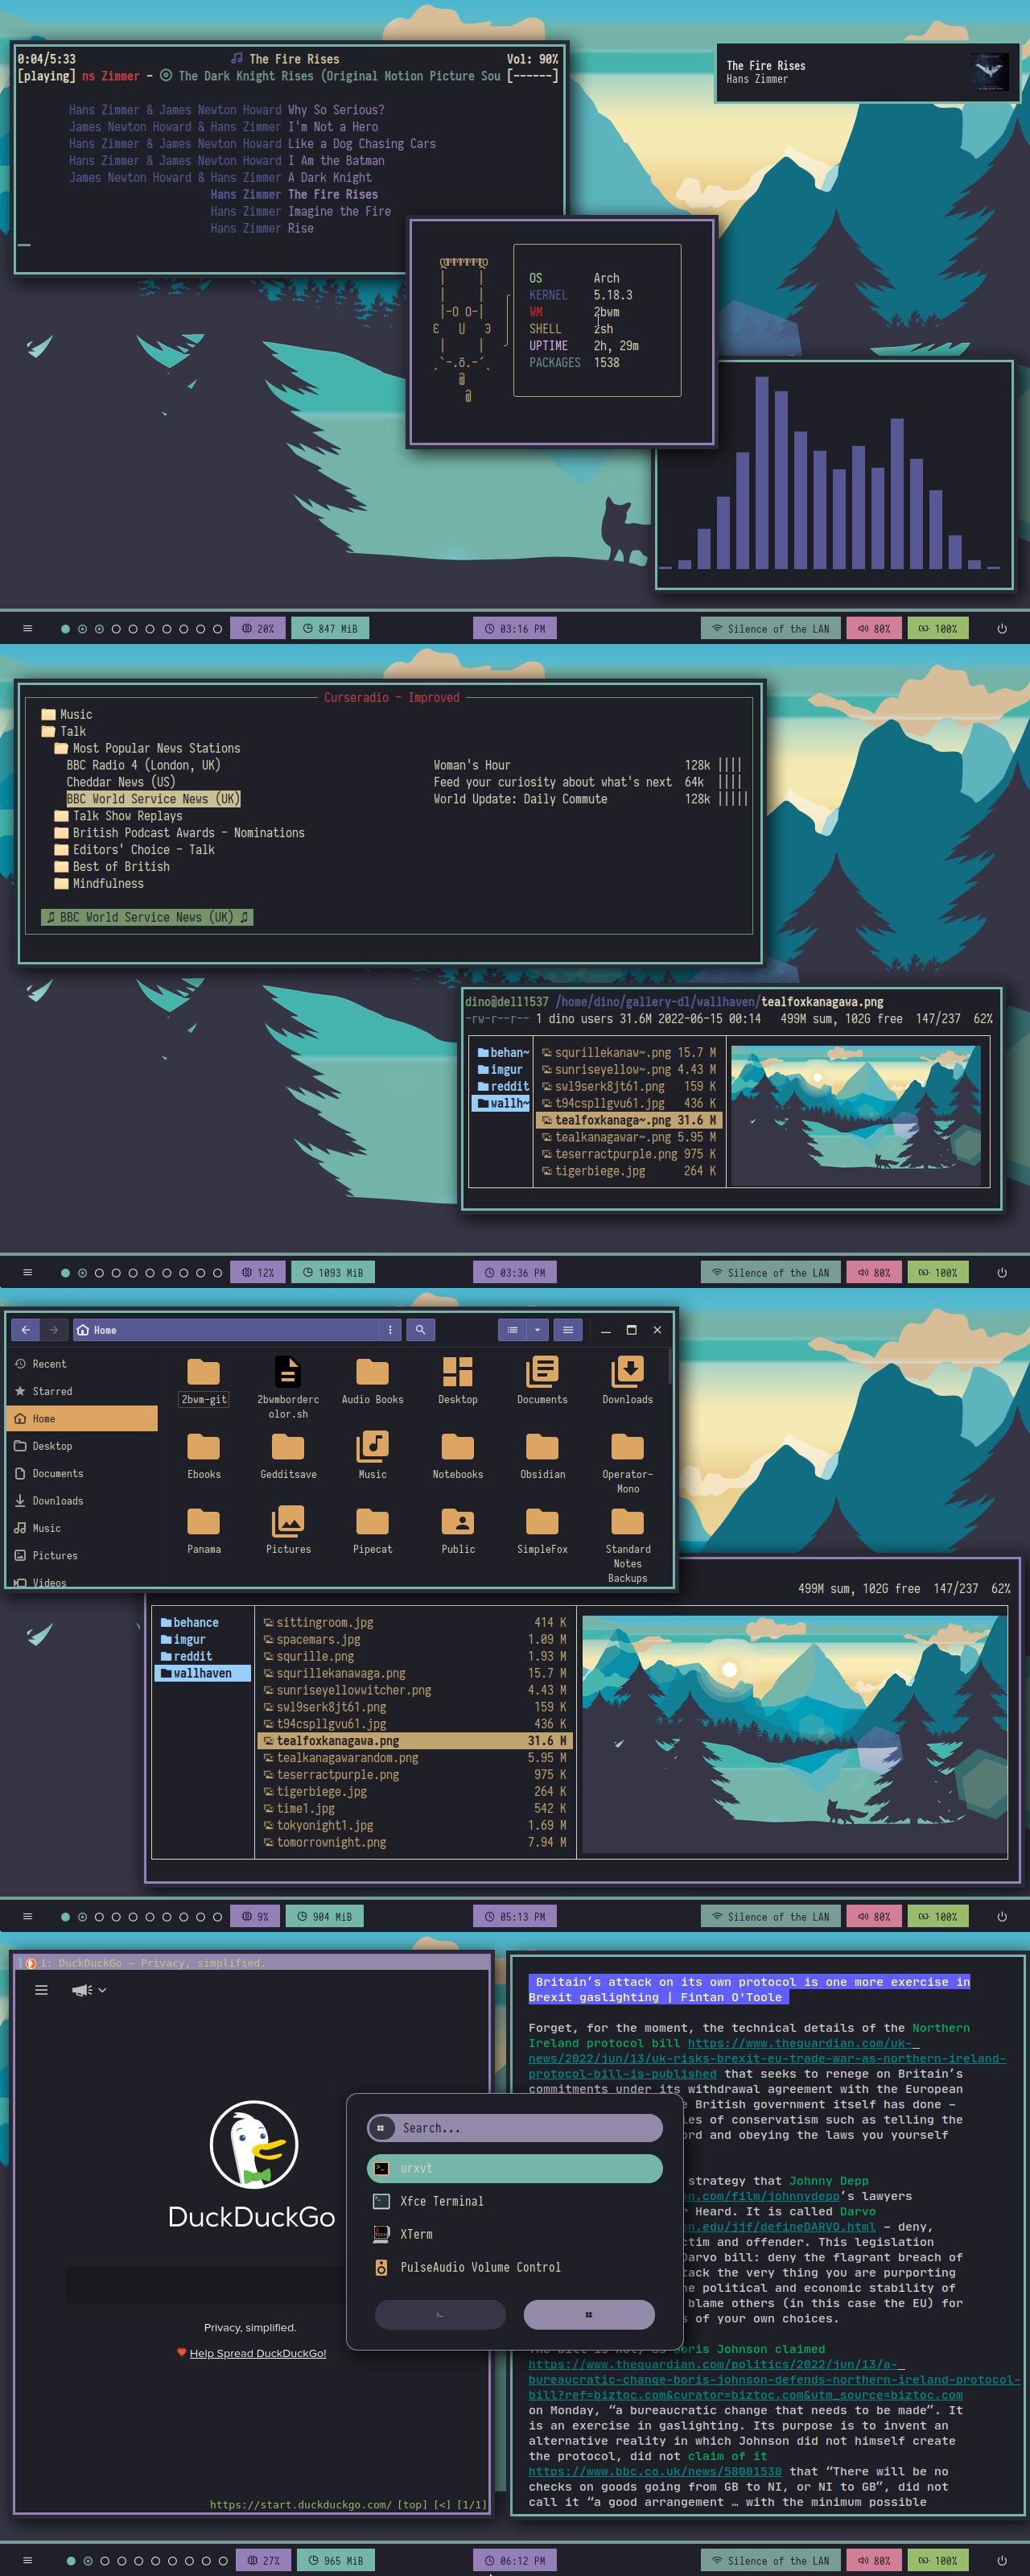 0:04/5:33 The Fire Rises Vol: 90%
[playing] ns Zimmer - The Dark Knight Rises (Original Motion Picture Sou [------]
Hans Zimmer & James Newton Howard Why So Serious?
James Newton Howard & Hans Zimmer I'm Not a Hero
Hans Zimmer & James Newton Howard Like a Dog Chasing Cars
Hans Zimmer & James Newton Howard I Am the Batman
James Newton Howard & Hans Zimmer A Dark Knight
Hans Zimmer The Fire Rises
Hans Zimmer Imagine the Fire
Hans Zimmer Rise
The Fire Rises
Hans Zimmer
OS Arch
KERNEL 5.18.3
WM 2bwm
SHELL zsh
UPTIME 2h, 29m
PACKAGES 1538
20% 847 MiB 03:16 PM Silence of the LAN 80% 100%
Curseradio - Improved
Music
Talk
Most Popular News Stations
BBC Radio 4 (London, UK) Woman's Hour 128k ||||
Cheddar News (US) Feed your curiosity about what's next 64k ||||
BBC World Service News (UK) World Update: Daily Commute 128k |||||
Talk Show Replays
British Podcast Awards - Nominations
Editors' Choice - Talk
Best of British
Mindfulness
♫ BBC World Service News (UK) ♫
dino@dell1537 /home/dino/gallery-dl/wallhaven/tealfoxkanagawa.png
-rw-r--r-- 1 dino users 31.6M 2022-06-15 00:14 499M sum, 102G free 147/237 62%
behan~ squrillekanaw~.png 15.7 M
imgur sunriseyellow~.png 4.43 M
reddit swl9serk8jt61.png 159 K
wallh~ t94cspllgvu61.jpg 436 K
tealfoxkanaga~.png 31.6 M
tealkanagawar~.png 5.95 M
teserractpurple.png 975 K
tigerbiege.jpg 264 K
12% 1093 MiB 03:36 PM Silence of the LAN 80% 100%
Home
Recent
Starred
Home
Desktop
Documents
Downloads
Music
Pictures
Videos
2bwm-git
2bwmborderc
olor.sh
Audio Books
Desktop
Documents
Downloads
Ebooks
Gedditsave
Music
Notebooks
Obsidian
Operator-
Mono
Panama
Pictures
Pipecat
Public
SimpleFox
Standard
Notes
Backups
499M sum, 102G free 147/237 62%
behance sittingroom.jpg 414 K
imgur spacemars.jpg 1.09 M
reddit squrille.png 1.93 M
wallhaven squrillekanawaga.png 15.7 M
sunriseyellowwitcher.png 4.43 M
swl9serk8jt61.png 159 K
t94cspllgvu61.jpg 436 K
tealfoxkanagawa.png 31.6 M
tealkanagawarandom.png 5.95 M
teserractpurple.png 975 K
tigerbiege.jpg 264 K
time1.jpg 542 K
tokyonight1.jpg 1.69 M
tomorrownight.png 7.94 M
9% 904 MiB 05:13 PM Silence of the LAN 80% 100%
1: DuckDuckGo — Privacy, simplified.
DuckDuckGo
Privacy, simplified.
Help Spread DuckDuckGo!
https://start.duckduckgo.com/ [top] [<] [1/1]
Search...
urxvt
Xfce Terminal
XTerm
PulseAudio Volume Control
Britain's attack on its own protocol is one more exercise in
Brexit gaslighting | Fintan O'Toole
Forget, for the moment, the technical details of the Northern
Ireland protocol bill https://www.theguardian.com/uk-
news/2022/jun/13/uk-risks-brexit-eu-trade-war-as-northern-ireland-
protocol-bill-is-published that seeks to renege on Britain's
commitments under its withdrawal agreement with the European
e British government itself has done –
les of conservatism such as telling the
ord and obeying the laws you yourself
strategy that Johnny Depp
on.com/film/johnnydepp's lawyers
r Heard. It is called Darvo
on.edu/jjf/defineDARVO.html – deny,
ctim and offender. This legislation
Darvo bill: deny the flagrant breach of
tack the very thing you are purporting
he political and economic stability of
blame others (in this case the EU) for
s of your own choices.
The bill is not, as Boris Johnson claimed
https://www.theguardian.com/politics/2022/jun/13/a-
bureaucratic-change-boris-johnson-defends-northern-ireland-protocol-
bill?ref=biztoc.com&curator=biztoc.com&utm_source=biztoc.com
on Monday, “a bureaucratic change that needs to be made”. It
is an exercise in gaslighting. Its purpose is to invent an
alternative reality in which Johnson did not himself create
the protocol, did not claim of it
https://www.bbc.co.uk/news/58001530 that “There will be no
checks on goods going from GB to NI, or NI to GB”, did not
call it “a good arrangement … with the minimum possible
27% 965 MiB 06:12 PM Silence of the LAN 80% 100%